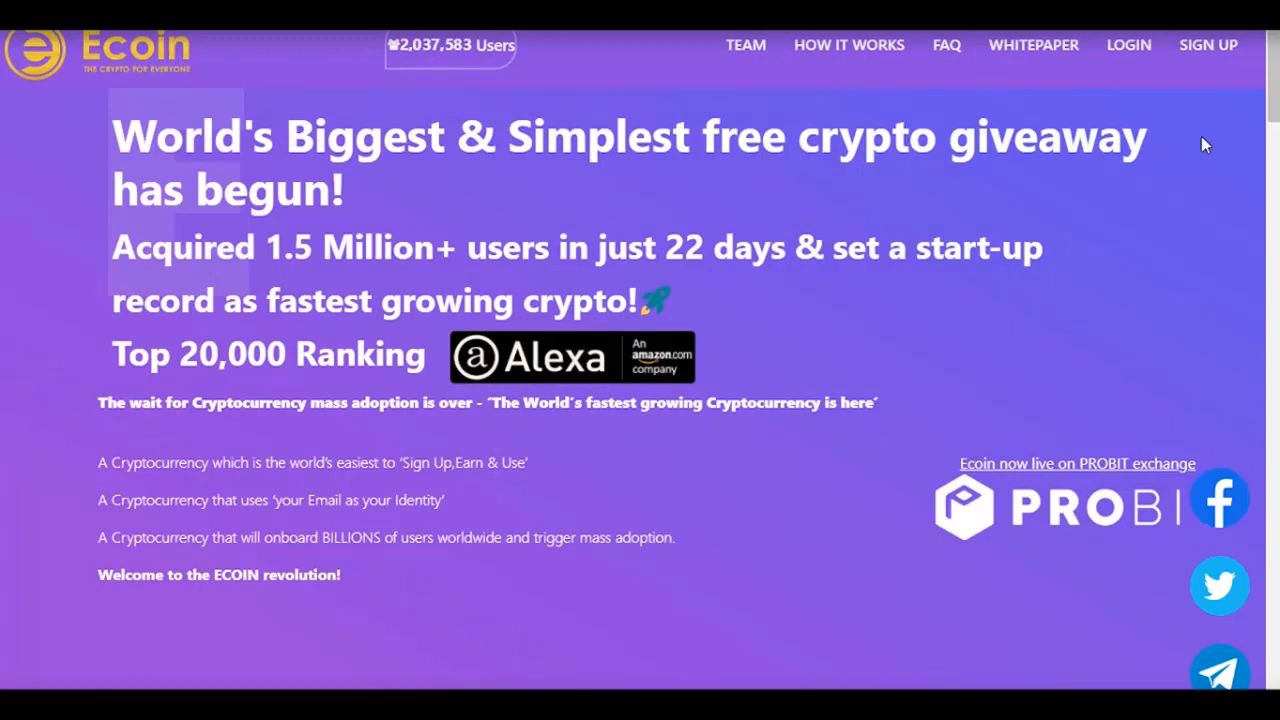 Ecoin
THE CRYPTO FOR EVERYONE
2,037,583 Users
TEAM
HOW IT WORKS
FAQ
WHITEPAPER
LOGIN
SIGN UP
World's Biggest & Simplest free crypto giveaway
has begun!
Acquired 1.5 Million+ users in just 22 days & set a start-up
record as fastest growing crypto!
Top 20,000 Ranking
a Alexa
An
amazon.com
company
The wait for Cryptocurrency mass adoption is over - ‘The World’s fastest growing Cryptocurrency is here’
A Cryptocurrency which is the world’s easiest to ‘Sign Up,Earn & Use’
A Cryptocurrency that uses ‘your Email as your Identity’
A Cryptocurrency that will onboard BILLIONS of users worldwide and trigger mass adoption.
Welcome to the ECOIN revolution!
Ecoin now live on PROBIT exchange
PROBI